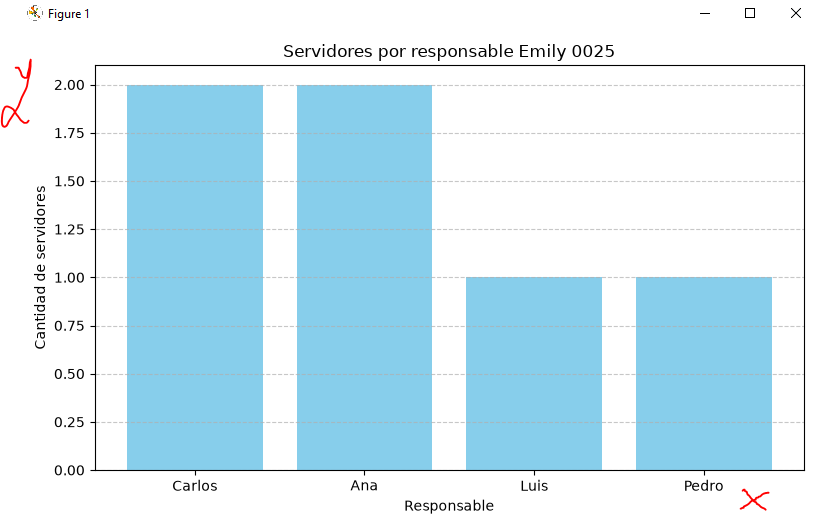 Figure 1
Servidores por responsable Emily 0025
y
2.00
1.75
1.50
1.25
1.00
0.75
0.50
0.25
0.00
Cantidad de servidores
Carlos Ana Luis Pedro
x
Responsable